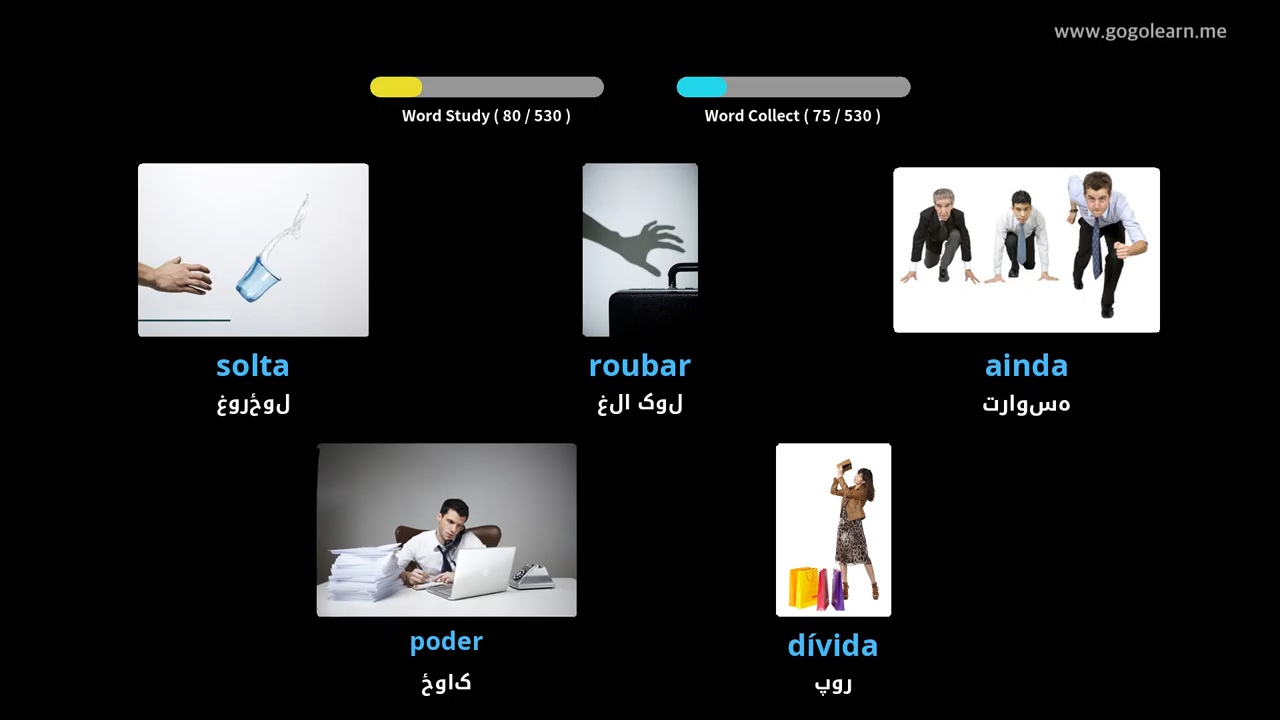 www.gogolearn.me
Word Study ( 80 / 530 )
Word Collect ( 75 / 530 )
solta
لوځروغ
roubar
لوک الغ
ainda
هسوارت
poder
کاوځ
dívida
روپ